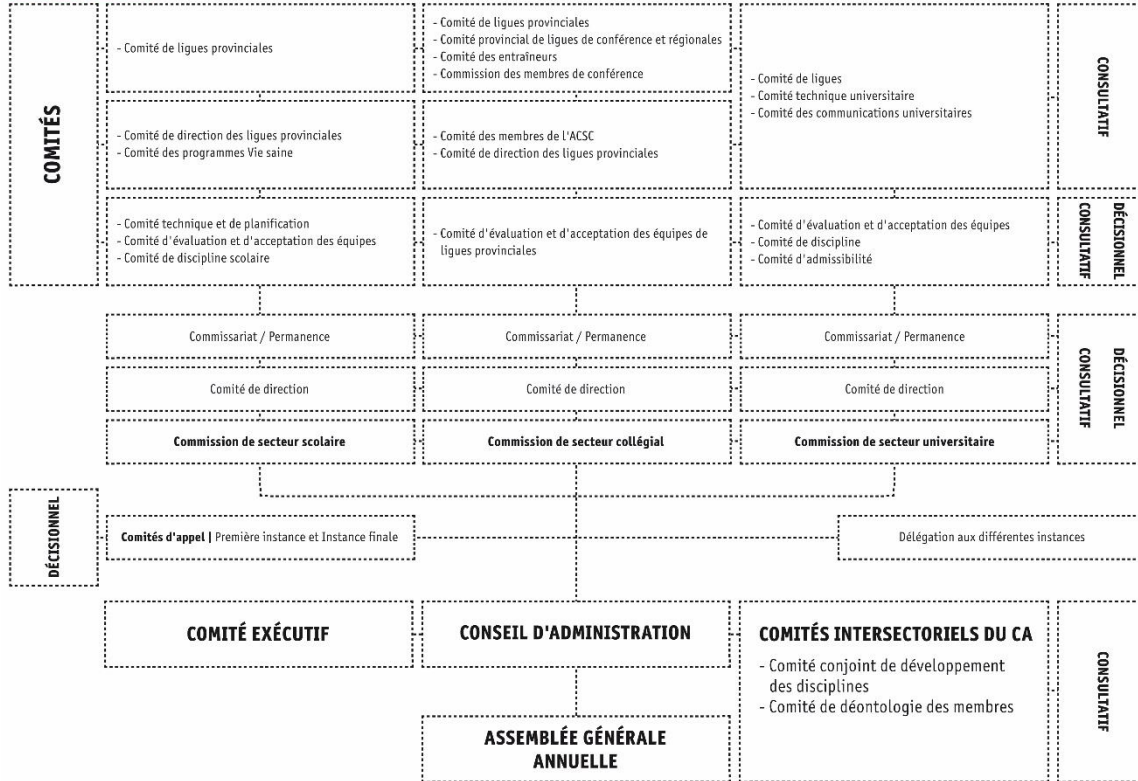 COMITÉS
- Comité de ligues provinciales
- Comité de ligues provinciales
- Comité provincial de ligues de conférence et régionales
- Comité des entraîneurs
- Commission des membres de conférence
- Comité de ligues
- Comité technique universitaire
- Comité des communications universitaires
CONSULTATIF
- Comité de direction des ligues provinciales
- Comité des programmes Vie saine
- Comité des membres de l'ACSC
- Comité de direction des ligues provinciales
- Comité technique et de planification
- Comité d'évaluation et d'acceptation des équipes
- Comité de discipline scolaire
- Comité d'évaluation et d'acceptation des équipes de
ligues provinciales
- Comité d'évaluation et d'acceptation des équipes
- Comité de discipline
- Comité d'admissibilité
DÉCISIONNEL
CONSULTATIF
Commissariat / Permanence
Commissariat / Permanence
Commissariat / Permanence
Comité de direction
Comité de direction
Comité de direction
Commission de secteur scolaire
Commission de secteur collégial
Commission de secteur universitaire
DÉCISIONNEL
CONSULTATIF
DÉCISIONNEL
Comités d'appel | Première instance et Instance finale
Délégation aux différentes instances
COMITÉ EXÉCUTIF
CONSEIL D'ADMINISTRATION
COMITÉS INTERSECTORIELS DU CA
- Comité conjoint de développement
des disciplines
- Comité de déontologie des membres
CONSULTATIF
ASSEMBLÉE GÉNÉRALE
ANNUELLE